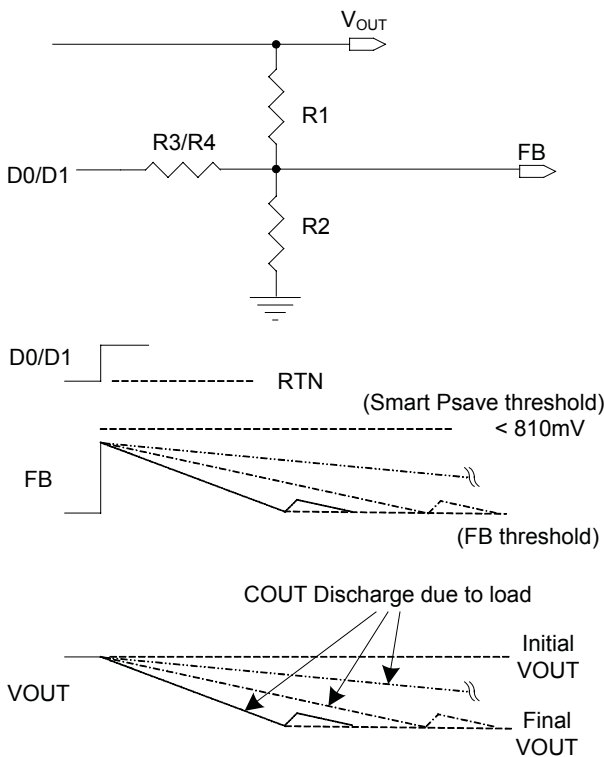 VOUT
R1
R3/R4
FB
D0/D1
R2
D0/D1
RTN
(Smart Psave threshold)
< 810mV
FB
(FB threshold)
COUT Discharge due to load
Initial
VOUT
VOUT
Final
VOUT